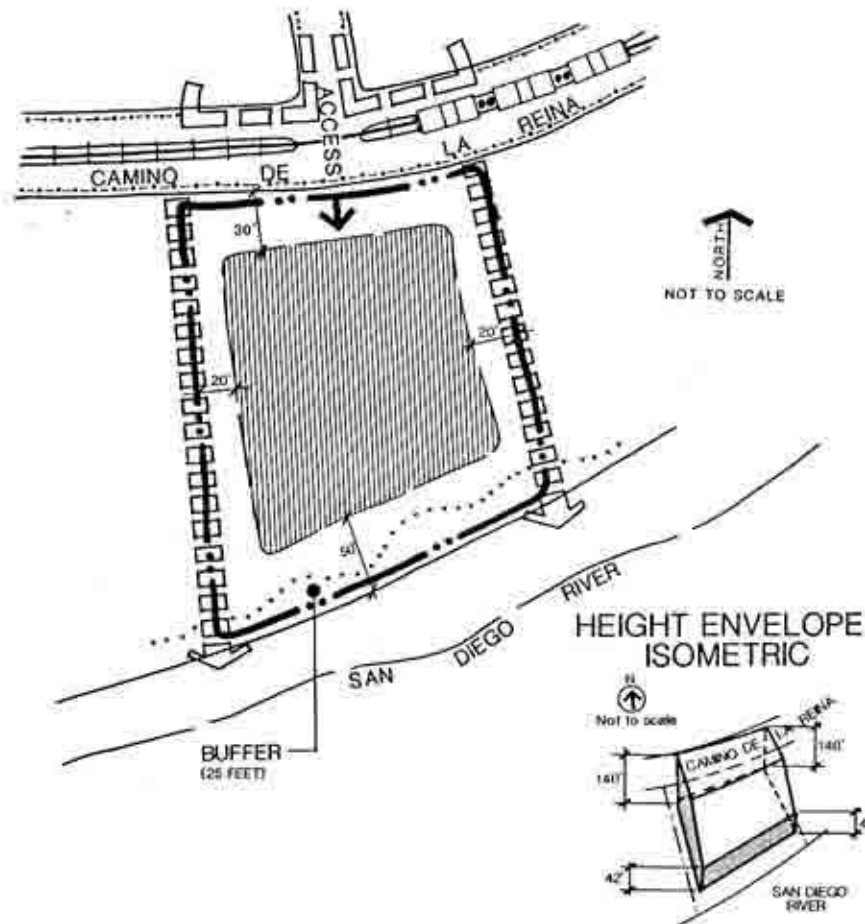 ACCESS
CAMINO DE LA REINA
30'
20'
20'
50'
NORTH
NOT TO SCALE
SAN DIEGO RIVER
BUFFER
(25 FEET)
HEIGHT ENVELOPE
ISOMETRIC
N
Not to scale
CAMINO DE LA REINA
140'
140'
42'
SAN DIEGO
RIVER